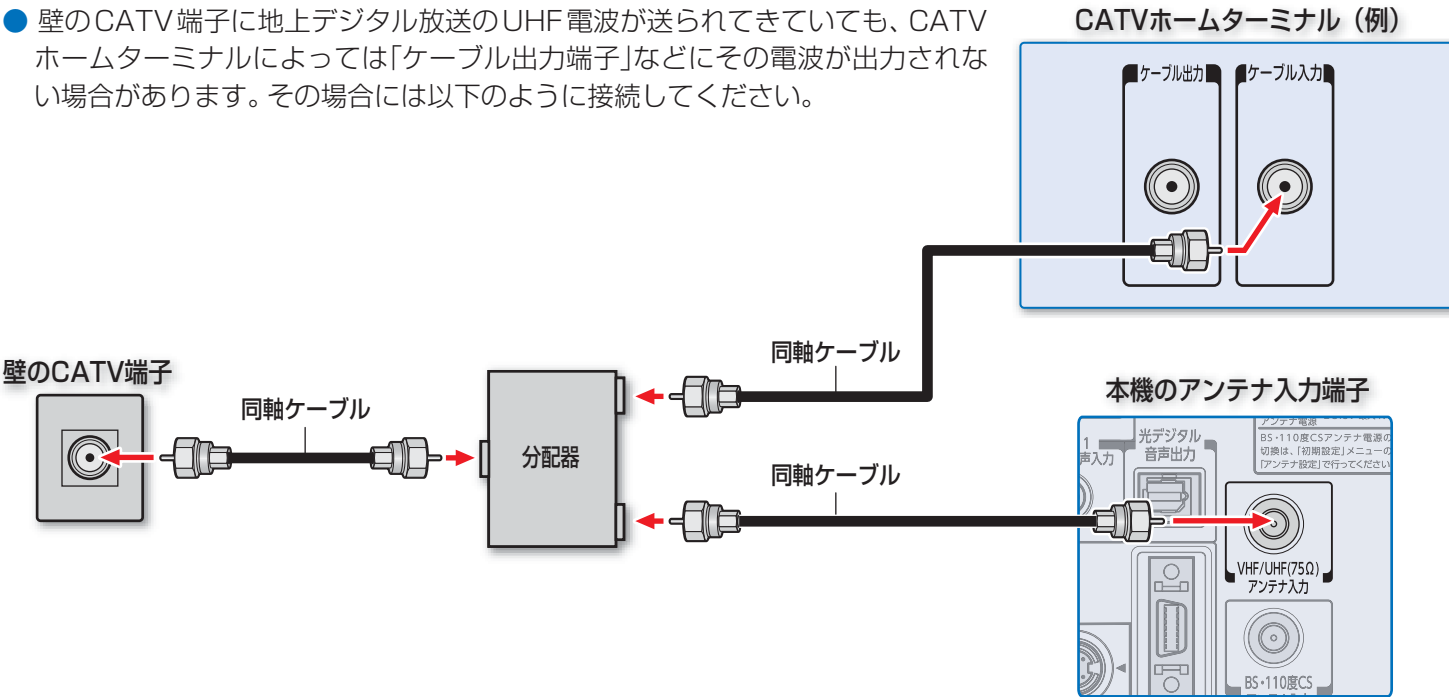 ● 壁のCATV端子に地上デジタル放送のUHF電波が送られてきていても、CATV
ホームターミナルによっては「ケーブル出力端子」などにその電波が出力されな
い場合があります。その場合には以下のように接続してください。
CATVホームターミナル（例）
ケーブル出力
ケーブル入力
同軸ケーブル
壁のCATV端子
同軸ケーブル
分配器
同軸ケーブル
本機のアンテナ入力端子
アンテナ電源
BS・110度CSアンテナ電源の
切換は、「初期設定」メニューの
「アンテナ設定」で行ってください
1
声入力
光デジタル
音声出力
VHF/UHF(75Ω)
アンテナ入力
BS・110度CS